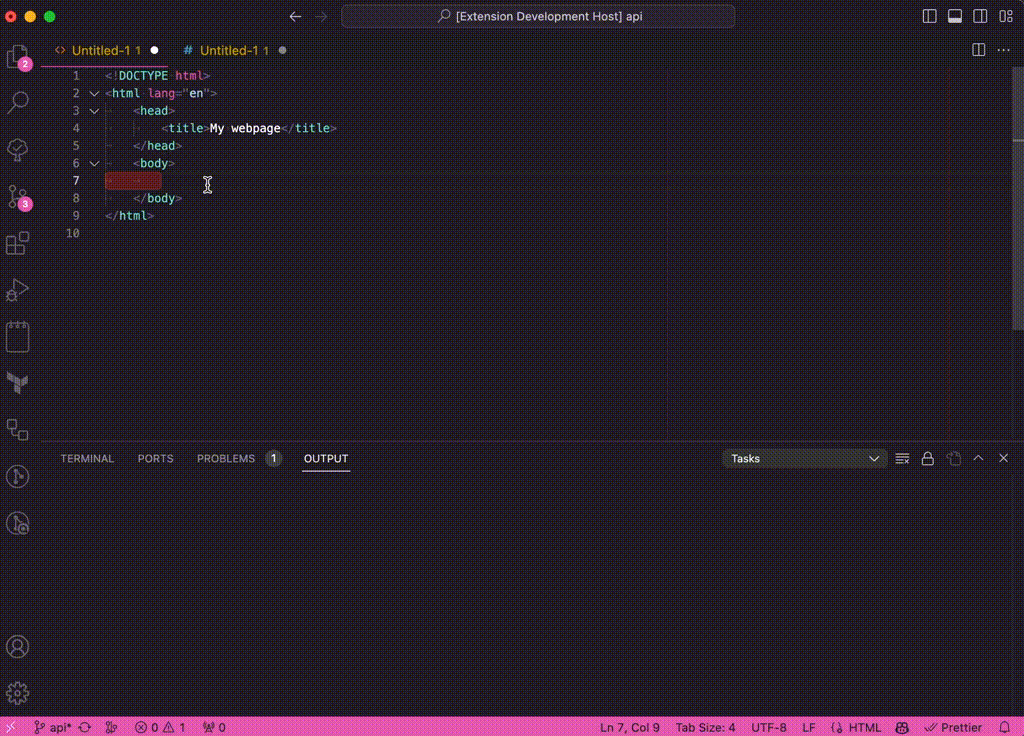 [Extension Development Host] api
2
Untitled-1 1
# Untitled-1 1
1 <!DOCTYPE html>
2 <html lang="en">
3 <head>
4 <title>My webpage</title>
5 </head>
6 <body>
7
8 </body>
9 </html>
10
3
TERMINAL PORTS PROBLEMS 1 OUTPUT Tasks
api* 0 1 0 Ln 7, Col 9 Tab Size: 4 UTF-8 LF {} HTML Prettier